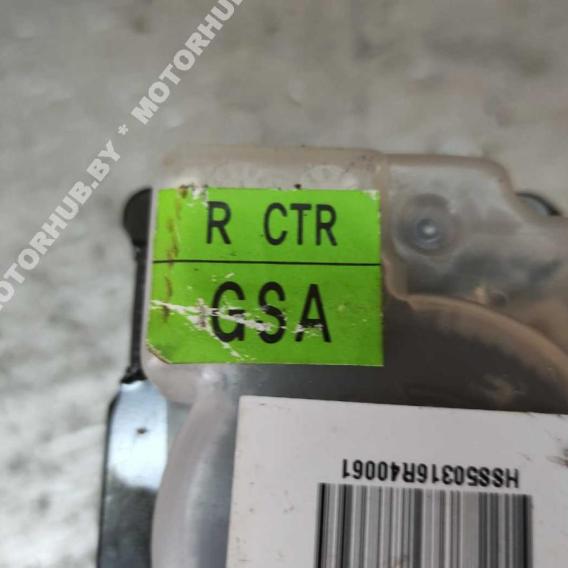 MOTORHUB.BY * MOTORHUB
R CTR
GSA
HSS50316R40061